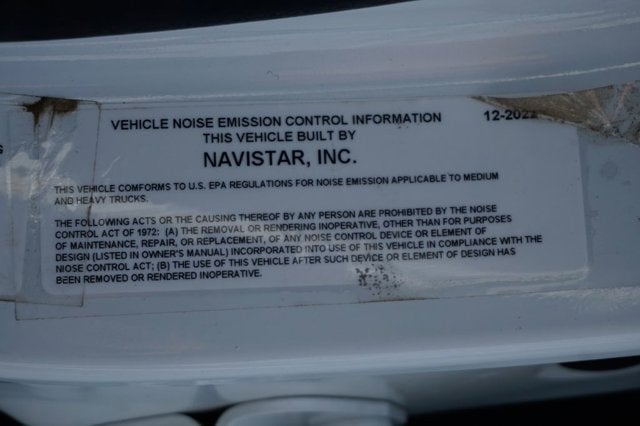 VEHICLE NOISE EMISSION CONTROL INFORMATION 12-2022
THIS VEHICLE BUILT BY
NAVISTAR, INC.
THIS VEHICLE COMFORMS TO U.S. EPA REGULATIONS FOR NOISE EMISSION APPLICABLE TO MEDIUM
AND HEAVY TRUCKS.
THE FOLLOWING ACTS OR THE CAUSING THEREOF BY ANY PERSON ARE PROHIBITED BY THE NOISE
CONTROL ACT OF 1972: (A) THE REMOVAL OR RENDERING INOPERATIVE, OTHER THAN FOR PURPOSES
OF MAINTENANCE, REPAIR, OR REPLACEMENT, OF ANY NOISE CONTROL DEVICE OR ELEMENT OF
DESIGN (LISTED IN OWNER'S MANUAL) INCORPORATED INTO USE OF THIS VEHICLE IN COMPLIANCE WITH THE
NIOSE CONTROL ACT; (B) THE USE OF THIS VEHICLE AFTER SUCH DEVICE OR ELEMENT OF DESIGN HAS
BEEN REMOVED OR RENDERED INOPERATIVE.